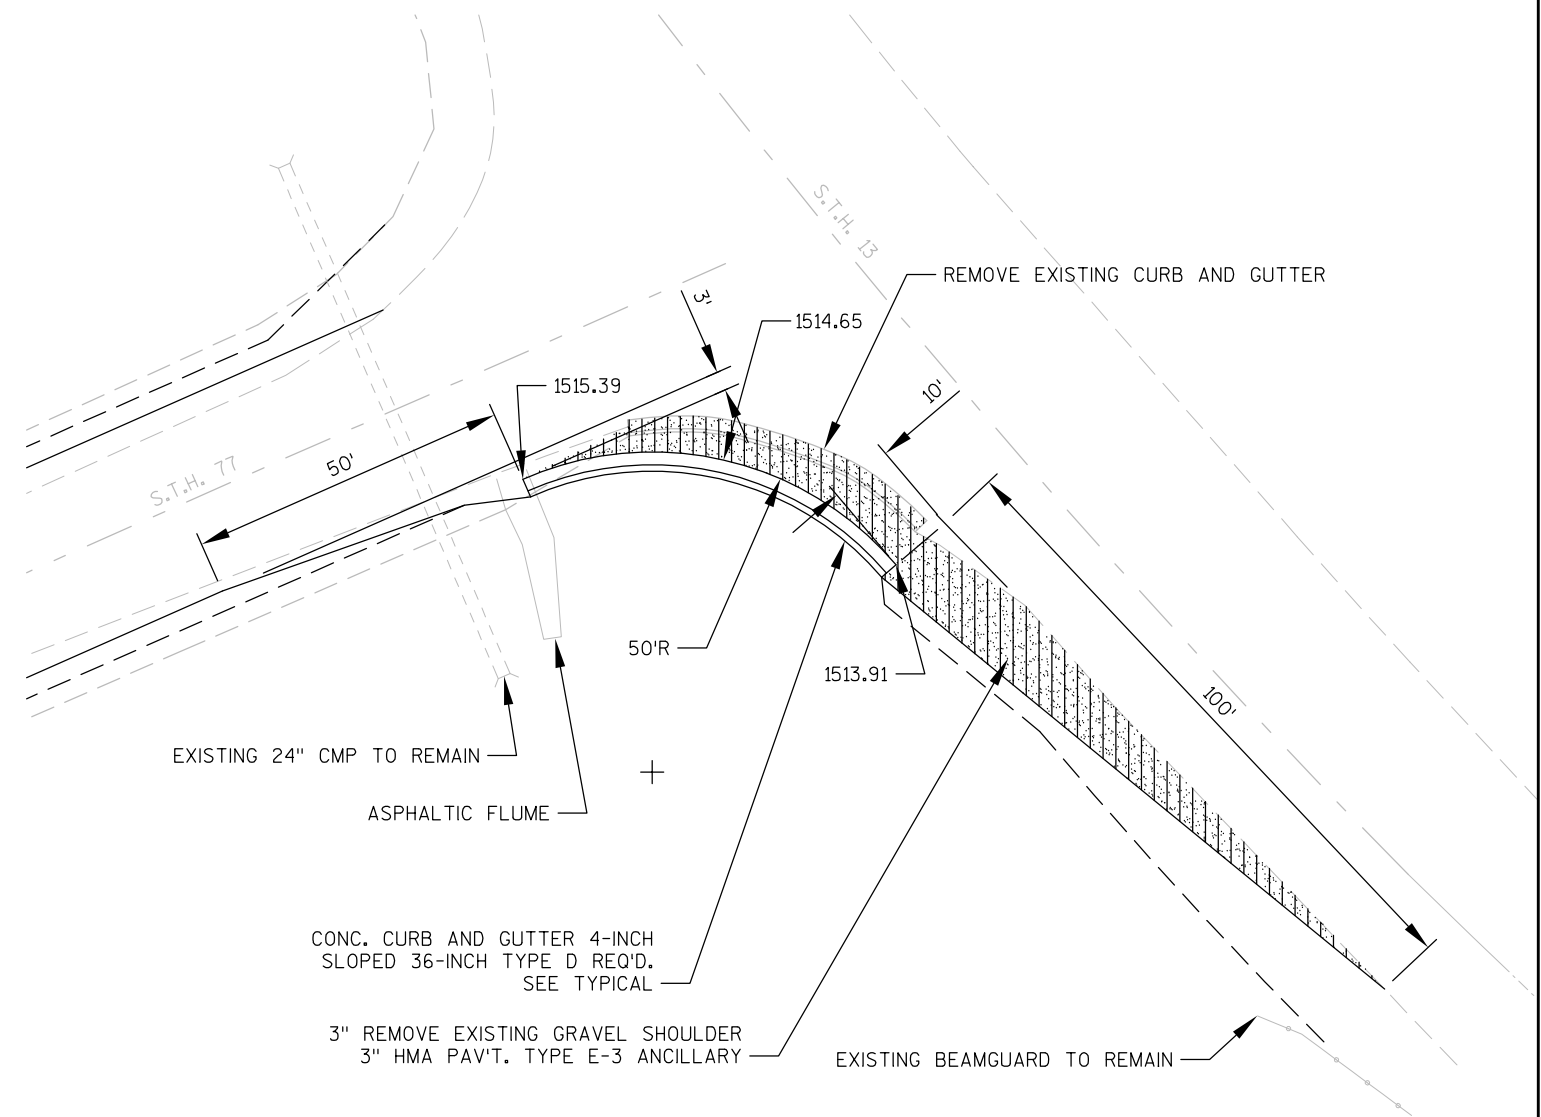 S.T.H. 13
REMOVE EXISTING CURB AND GUTTER
3'
1514.65
1515.39
10'
S.T.H. 77
50'
50'R
1513.91
100'
EXISTING 24" CMP TO REMAIN
ASPHALTIC FLUME
CONC. CURB AND GUTTER 4-INCH
SLOPED 36-INCH TYPE D REQ'D.
SEE TYPICAL
3" REMOVE EXISTING GRAVEL SHOULDER
3" HMA PAV'T. TYPE E-3 ANCILLARY
EXISTING BEAMGUARD TO REMAIN